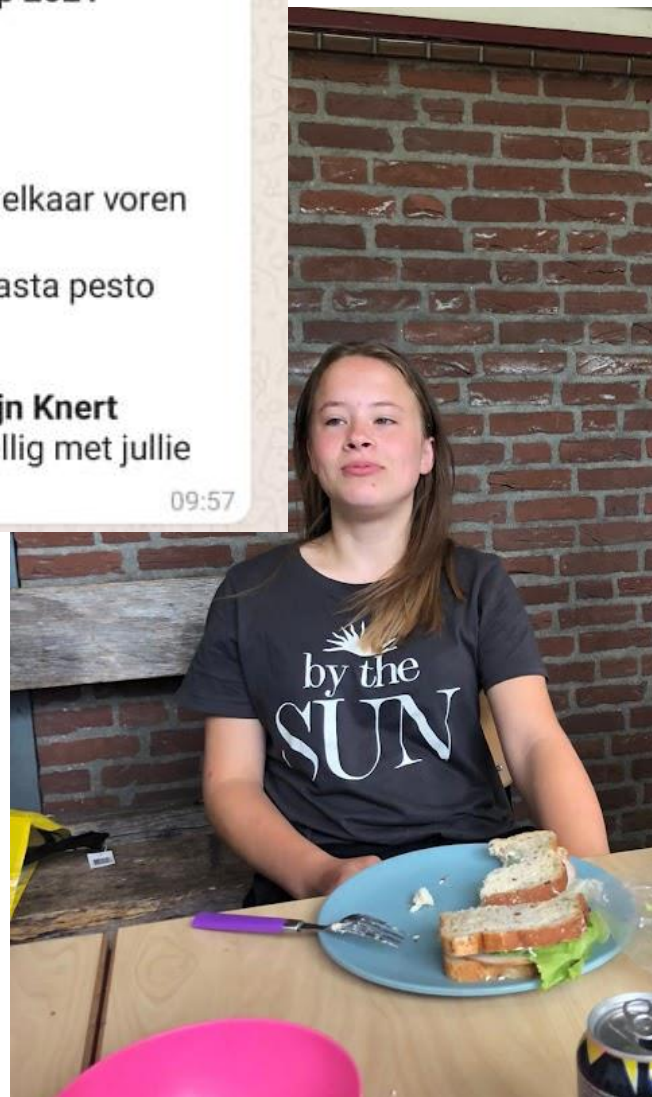 elkaar voren
asta pesto
jn Knert
llig met jullie
09:57
by the
SUN